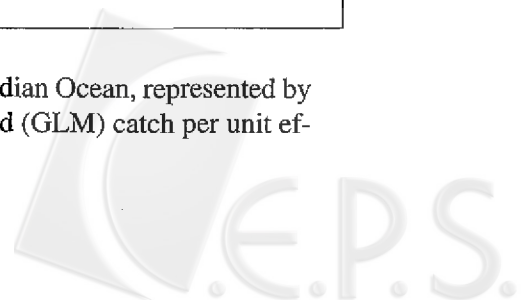 dian Ocean, represented by
d (GLM) catch per unit ef-
C.E.P.S.